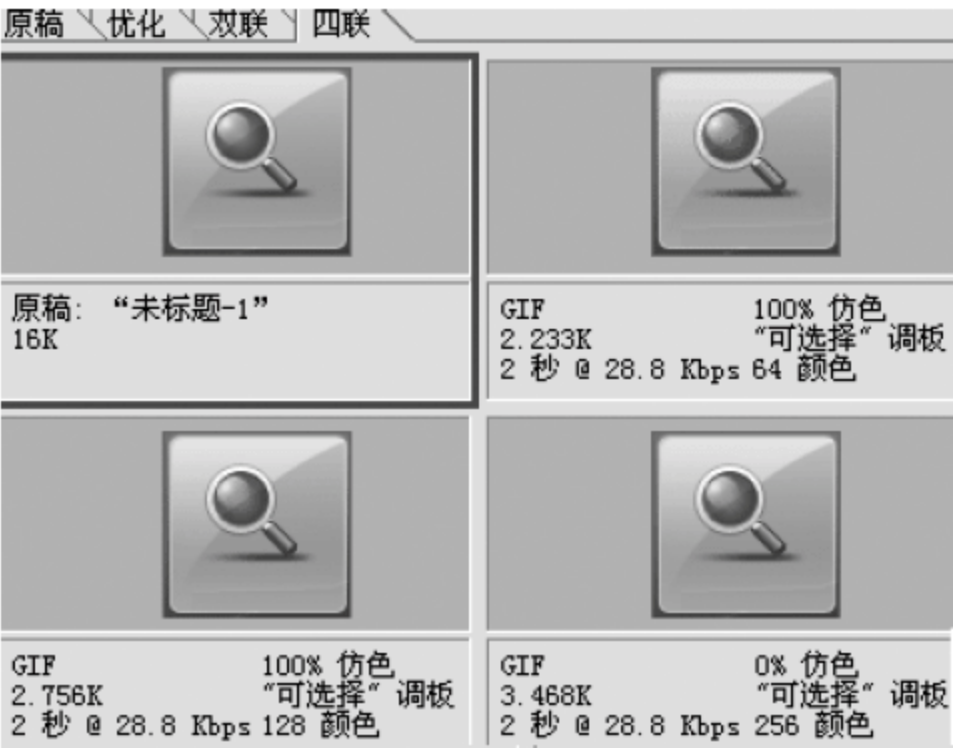 原稿 优化 双联 四联
原稿: “未标题-1”
16K
GIF 100% 仿色
2.233K “可选择” 调板
2 秒 @ 28.8 Kbps 64 颜色
GIF 100% 仿色
2.756K “可选择” 调板
2 秒 @ 28.8 Kbps 128 颜色
GIF 0% 仿色
3.468K “可选择” 调板
2 秒 @ 28.8 Kbps 256 颜色